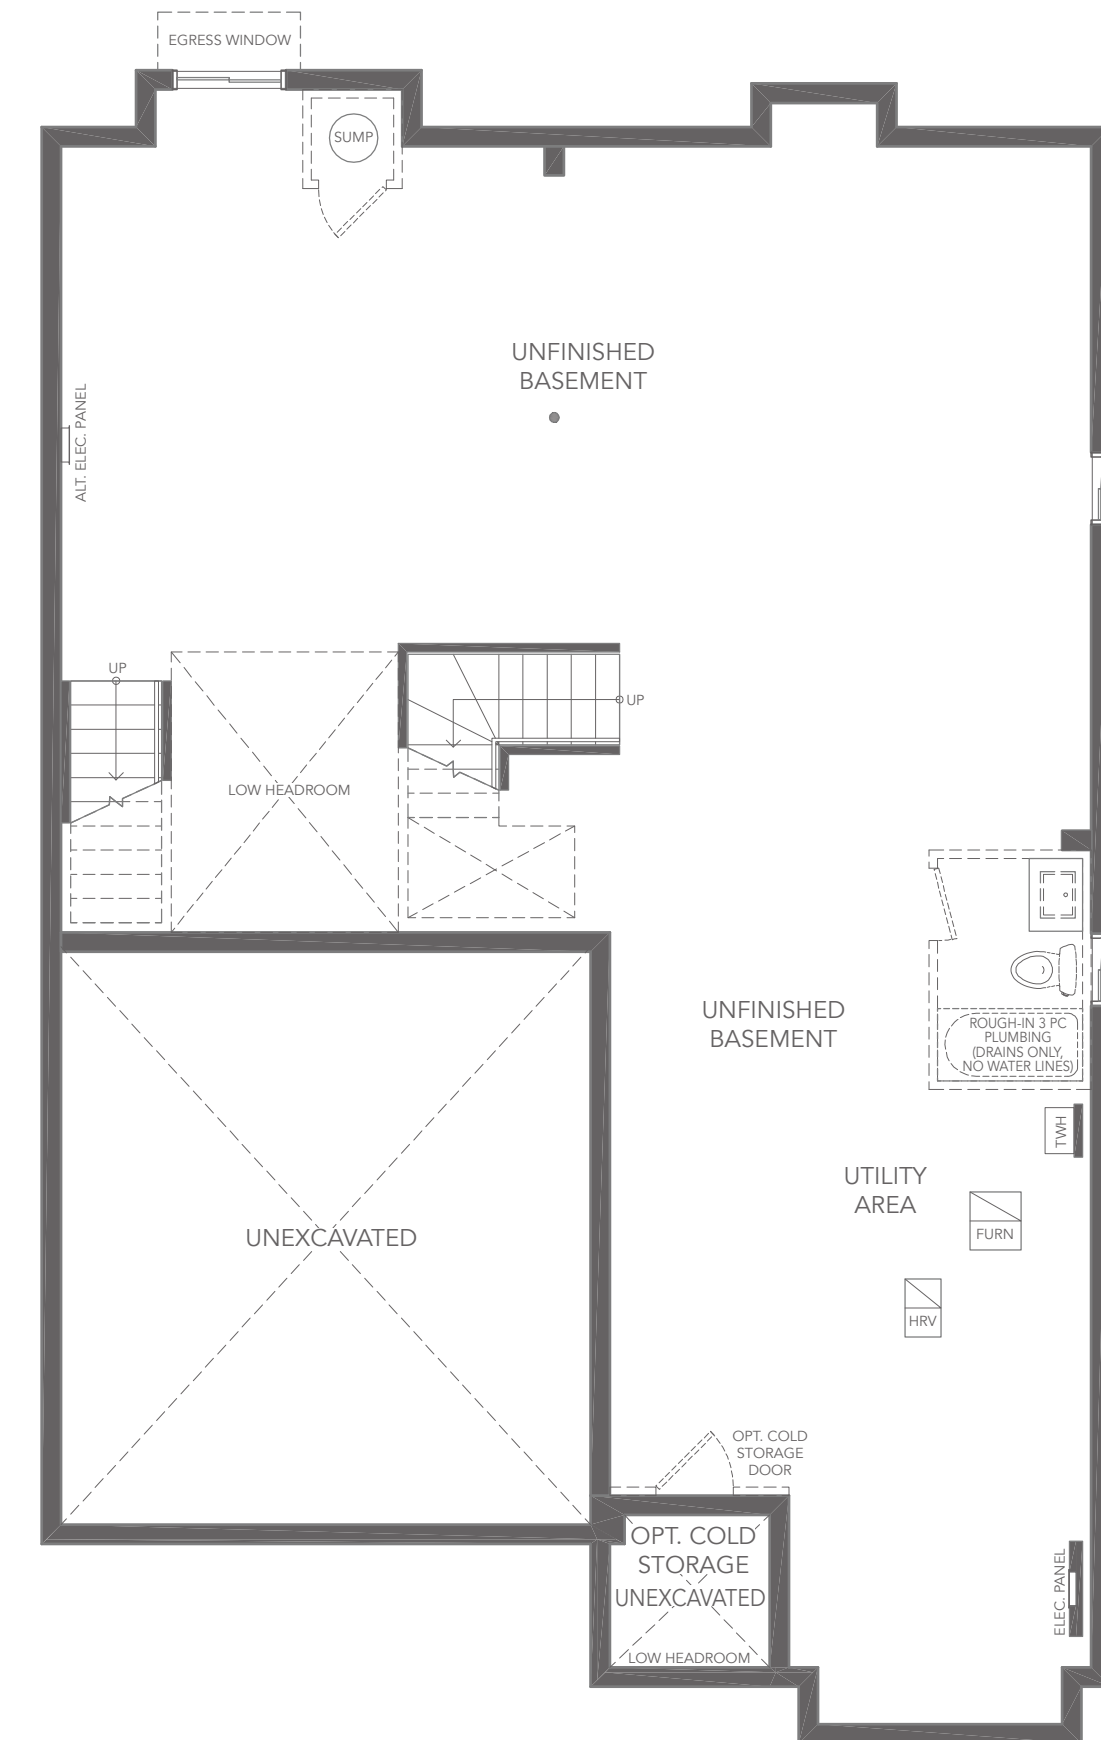 EGRESS WINDOW
SUMP
UNFINISHED
BASEMENT
ALT. ELEC. PANEL
UP
UP
LOW HEADROOM
UNFINISHED
BASEMENT
ROUGH-IN 3 PC
PLUMBING
(DRAINS ONLY,
NO WATER LINES)
TWH
UTILITY
AREA
FURN
UNEXCAVATED
HRV
OPT. COLD
STORAGE
DOOR
OPT. COLD
STORAGE
UNEXCAVATED
LOW HEADROOM
ELEC. PANEL